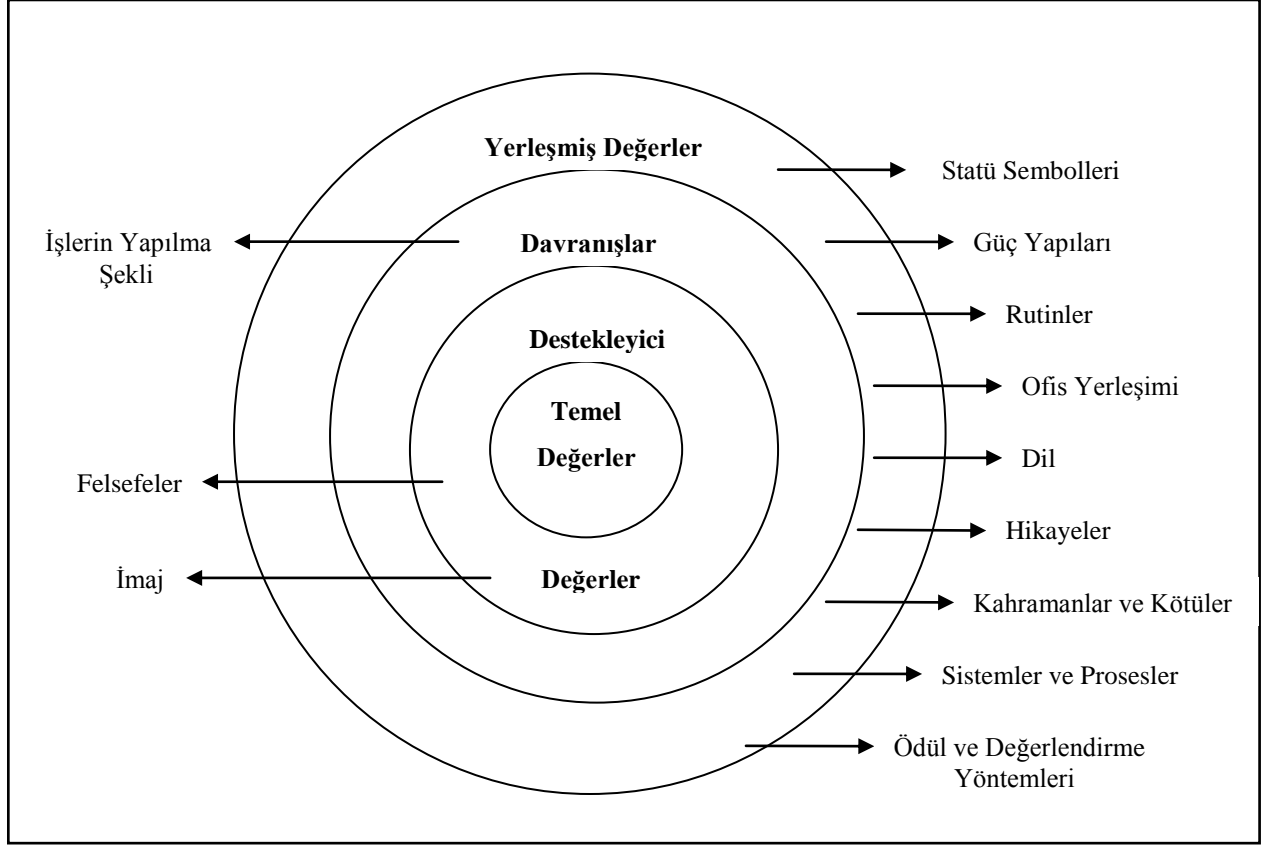 Yerleşmiş Değerler
Statü Sembolleri
İşlerin Yapılma
Şekli
Davranışlar
Güç Yapıları
Rutinler
Destekleyici
Ofis Yerleşimi
Temel
Değerler
Dil
Felsefeler
Hikayeler
İmaj
Değerler
Kahramanlar ve Kötüler
Sistemler ve Prosesler
Ödül ve Değerlendirme
Yöntemleri